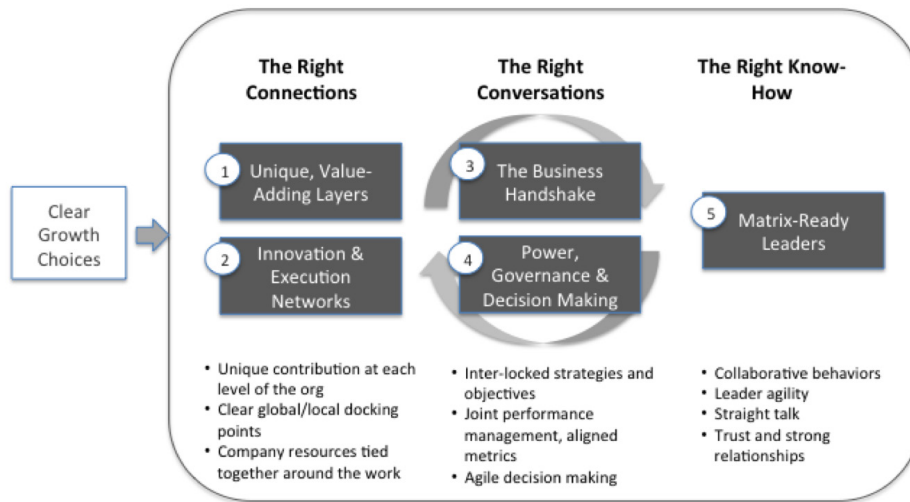 Clear
Growth
Choices
The Right
Connections
1
Unique, Value-
Adding Layers
2
Innovation &
Execution
Networks
• Unique contribution at each
level of the org
• Clear global/local docking
points
• Company resources tied
together around the work
The Right
Conversations
3
The Business
Handshake
4
Power,
Governance &
Decision Making
• Inter-locked strategies and
objectives
• Joint performance
management, aligned
metrics
• Agile decision making
The Right Know-
How
5
Matrix-Ready
Leaders
• Collaborative behaviors
• Leader agility
• Straight talk
• Trust and strong
relationships